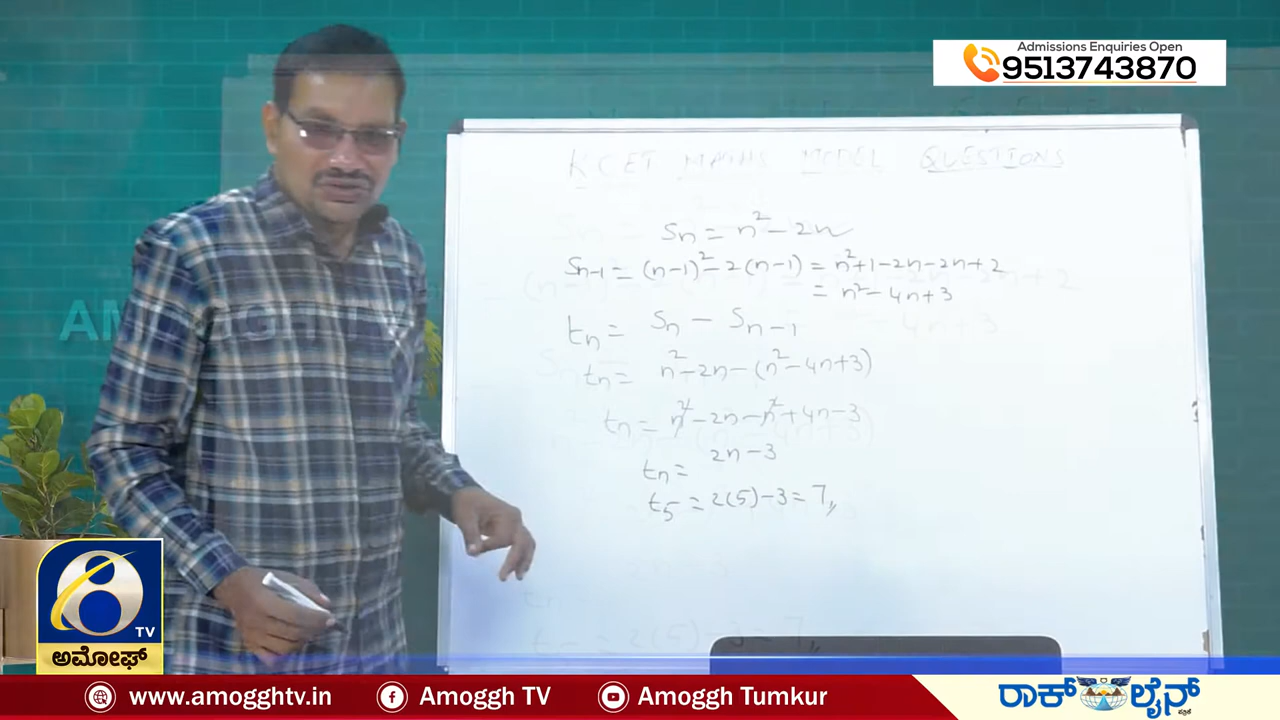 Admissions Enquiries Open
9513743870
KCET MATHS MODEL QUESTIONS
Sn = n² - 2n
Sn-1 = (n-1)² - 2(n-1) = n²+1-2n-2n+2
= n² - 4n+3
tn = Sn - Sn-1
tn = n²-2n-(n²-4n+3)
tn = n²-2n-n²+4n-3
tn = 2n-3
t5 = 2(5)-3 = 7,,
TV
ಅಮೋಘ್
www.amogghtv.in
Amoggh TV
Amoggh Tumkur
ರಾಕ್ ಲೈನ್